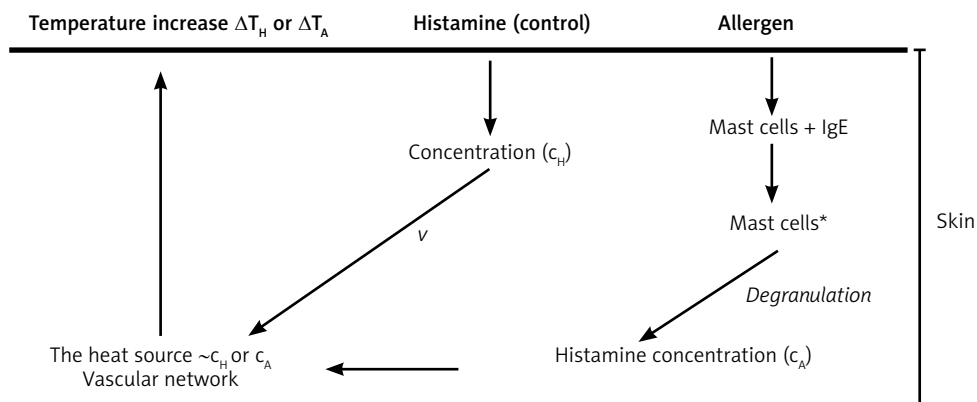 Temperature increase ΔT_H or ΔT_A
Histamine (control)
Allergen
Mast cells + IgE
Concentration (c_H)
Mast cells*
Skin
v
Degranulation
The heat source ~c_H or c_A
Vascular network
Histamine concentration (c_A)